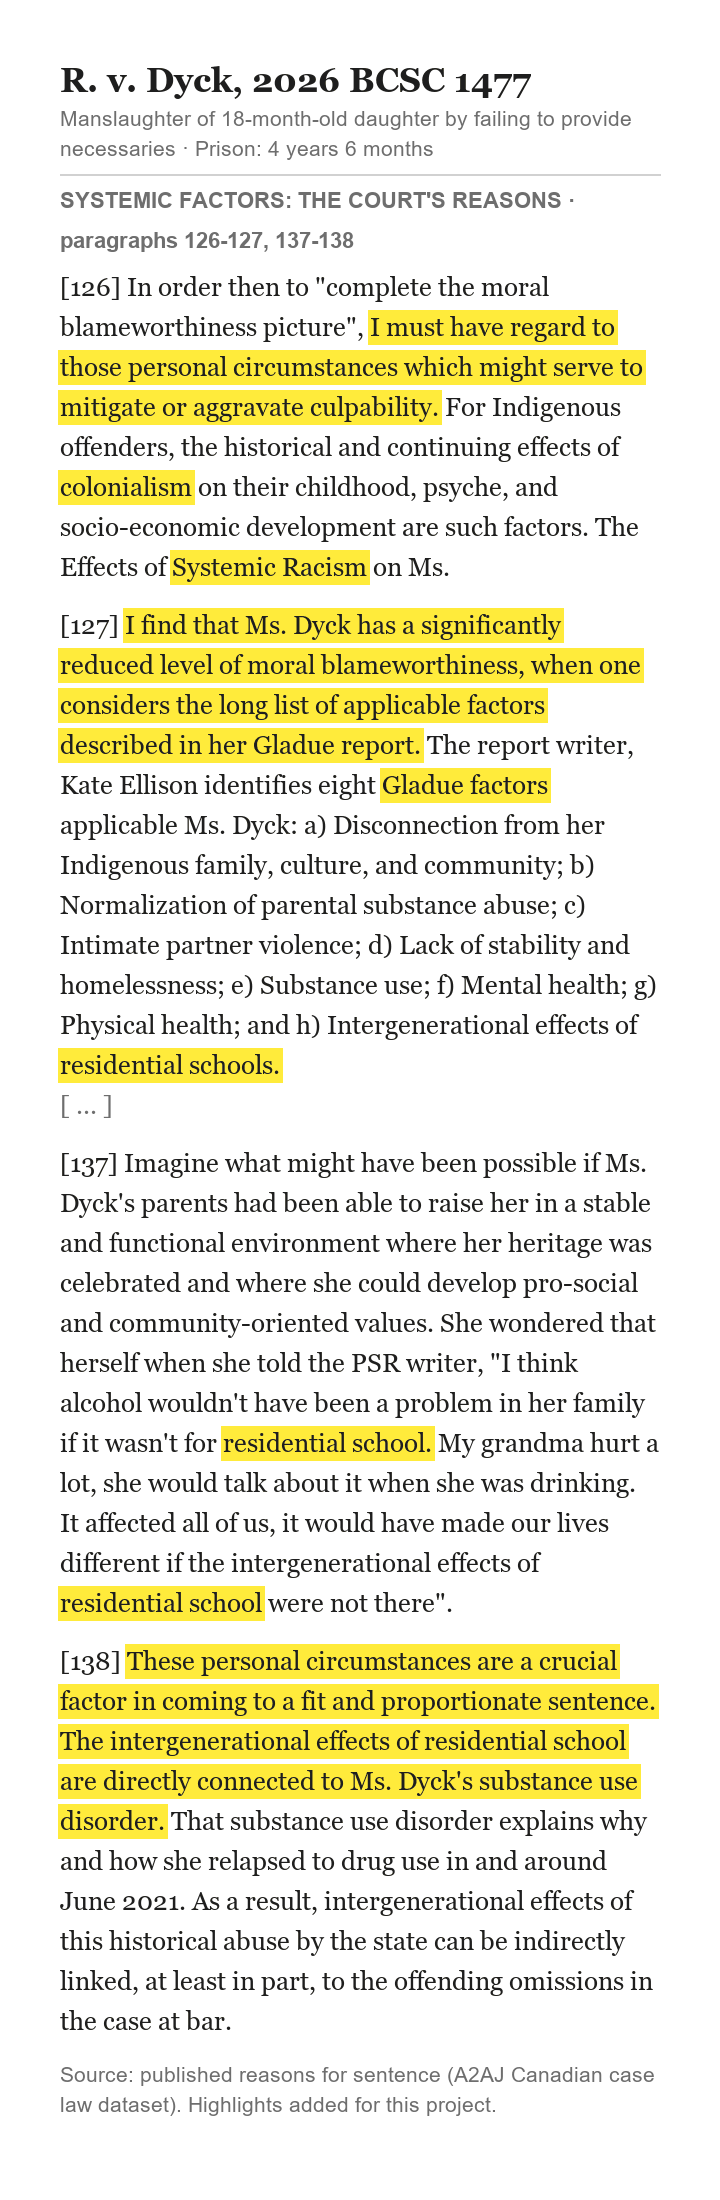 R. v. Dyck, 2026 BCSC 1477
Manslaughter of 18-month-old daughter by failing to provide
necessaries · Prison: 4 years 6 months
SYSTEMIC FACTORS: THE COURT'S REASONS ·
paragraphs 126-127, 137-138
[126] In order then to "complete the moral
blameworthiness picture", I must have regard to
those personal circumstances which might serve to
mitigate or aggravate culpability. For Indigenous
offenders, the historical and continuing effects of
colonialism on their childhood, psyche, and
socio-economic development are such factors. The
Effects of Systemic Racism on Ms.
[127] I find that Ms. Dyck has a significantly
reduced level of moral blameworthiness, when one
considers the long list of applicable factors
described in her Gladue report. The report writer,
Kate Ellison identifies eight Gladue factors
applicable Ms. Dyck: a) Disconnection from her
Indigenous family, culture, and community; b)
Normalization of parental substance abuse; c)
Intimate partner violence; d) Lack of stability and
homelessness; e) Substance use; f) Mental health; g)
Physical health; and h) Intergenerational effects of
residential schools.
[ ... ]
[137] Imagine what might have been possible if Ms.
Dyck's parents had been able to raise her in a stable
and functional environment where her heritage was
celebrated and where she could develop pro-social
and community-oriented values. She wondered that
herself when she told the PSR writer, "I think
alcohol wouldn't have been a problem in her family
if it wasn't for residential school. My grandma hurt a
lot, she would talk about it when she was drinking.
It affected all of us, it would have made our lives
different if the intergenerational effects of
residential school were not there".
[138] These personal circumstances are a crucial
factor in coming to a fit and proportionate sentence.
The intergenerational effects of residential school
are directly connected to Ms. Dyck's substance use
disorder. That substance use disorder explains why
and how she relapsed to drug use in and around
June 2021. As a result, intergenerational effects of
this historical abuse by the state can be indirectly
linked, at least in part, to the offending omissions in
the case at bar.
Source: published reasons for sentence (A2AJ Canadian case
law dataset). Highlights added for this project.